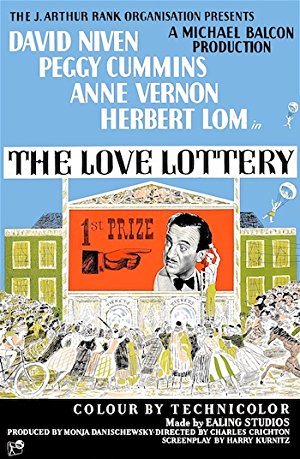 THE J. ARTHUR RANK ORGANISATION PRESENTS
DAVID NIVEN
A MICHAEL BALCON
PRODUCTION
PEGGY CUMMINS
ANNE VERNON
HERBERT LOM in
THE LOVE LOTTERY
1st PRIZE
COLOUR BY TECHNICOLOR
Made by EALING STUDIOS
PRODUCED BY MONJA DANISCHEWSKY·DIRECTED BY CHARLES CRICHTON
SCREENPLAY BY HARRY KURNITZ